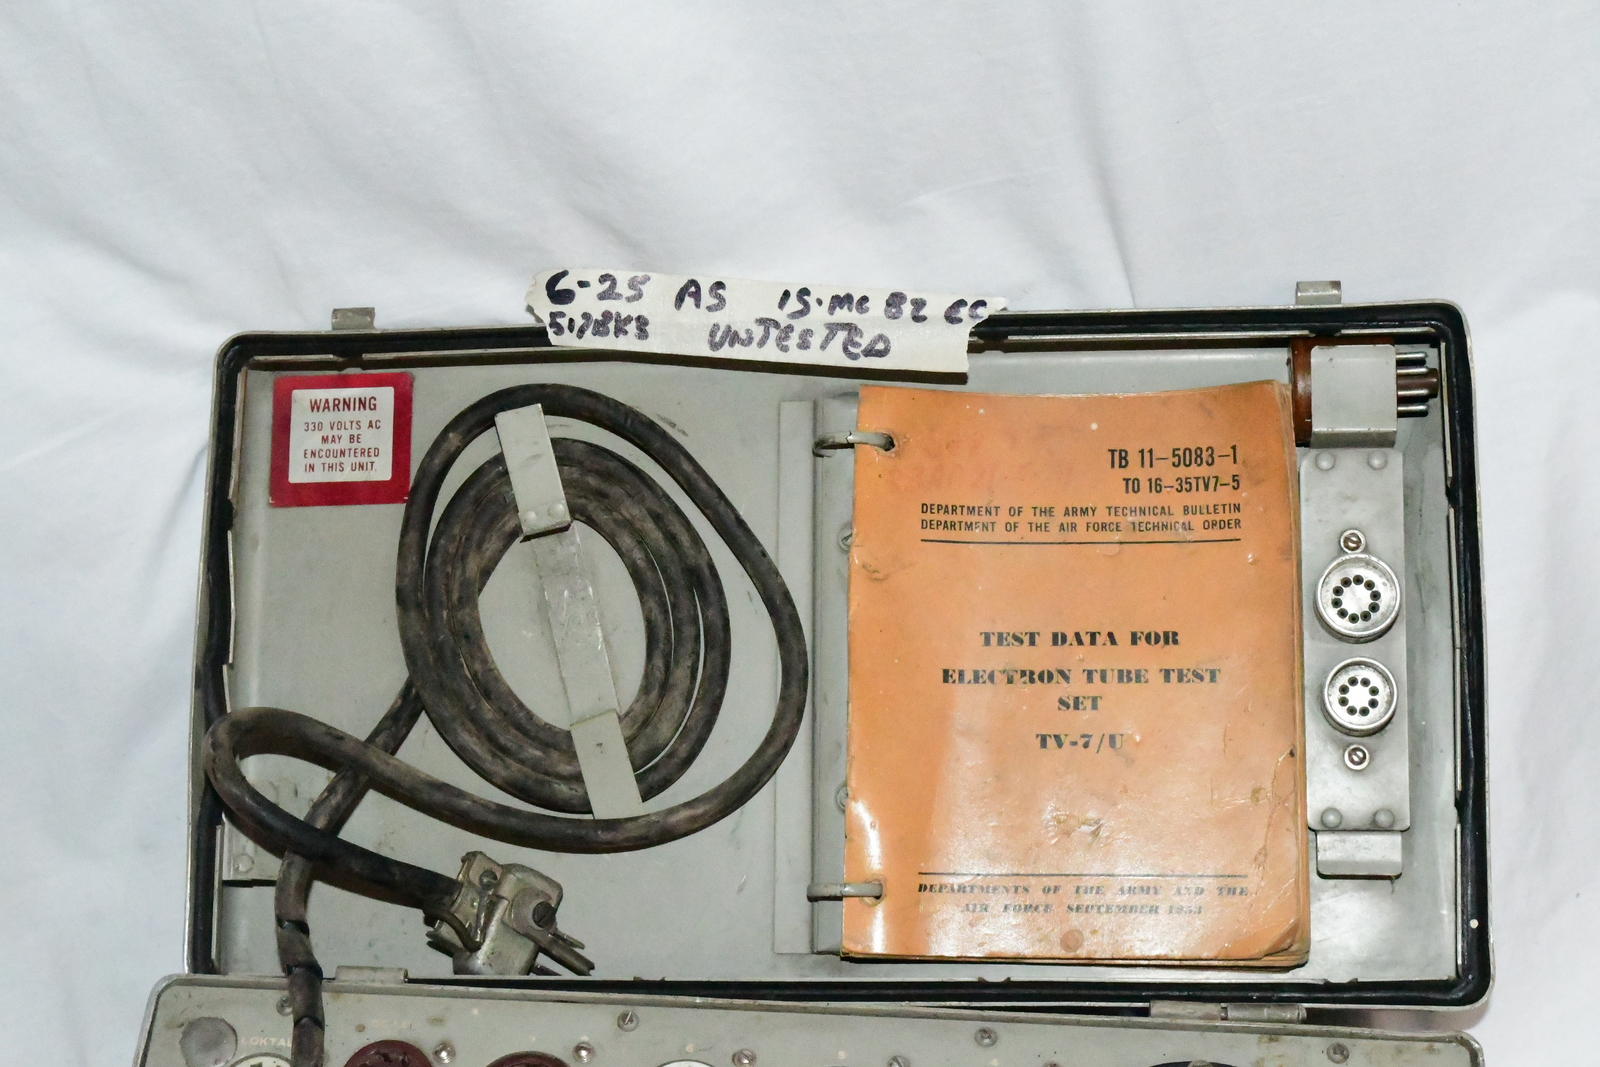 6-25 AS 15·MC 82 CC
UNTESTED
WARNING
330 VOLTS AC
MAY BE
ENCOUNTERED
IN THIS UNIT.
TB 11-5083-1
TO 16-35TV7-5
DEPARTMENT OF THE ARMY TECHNICAL BULLETIN
DEPARTMENT OF THE AIR FORCE TECHNICAL ORDER
TEST DATA FOR
ELECTRON TUBE TEST
SET
TV-7/U
DEPARTMENTS OF THE ARMY AND THE
AIR FORCE SEPTEMBER 1953
LOKTAL